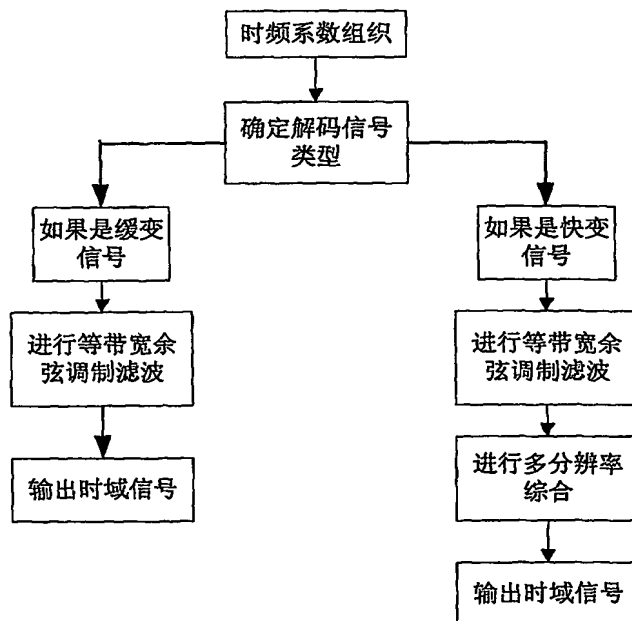 时频系数组织
确定解码信号
类型
如果是缓变
信号
如果是快变
信号
进行等带宽余
弦调制滤波
进行等带宽余
弦调制滤波
输出时域信号
进行多分辨率
综合
输出时域信号